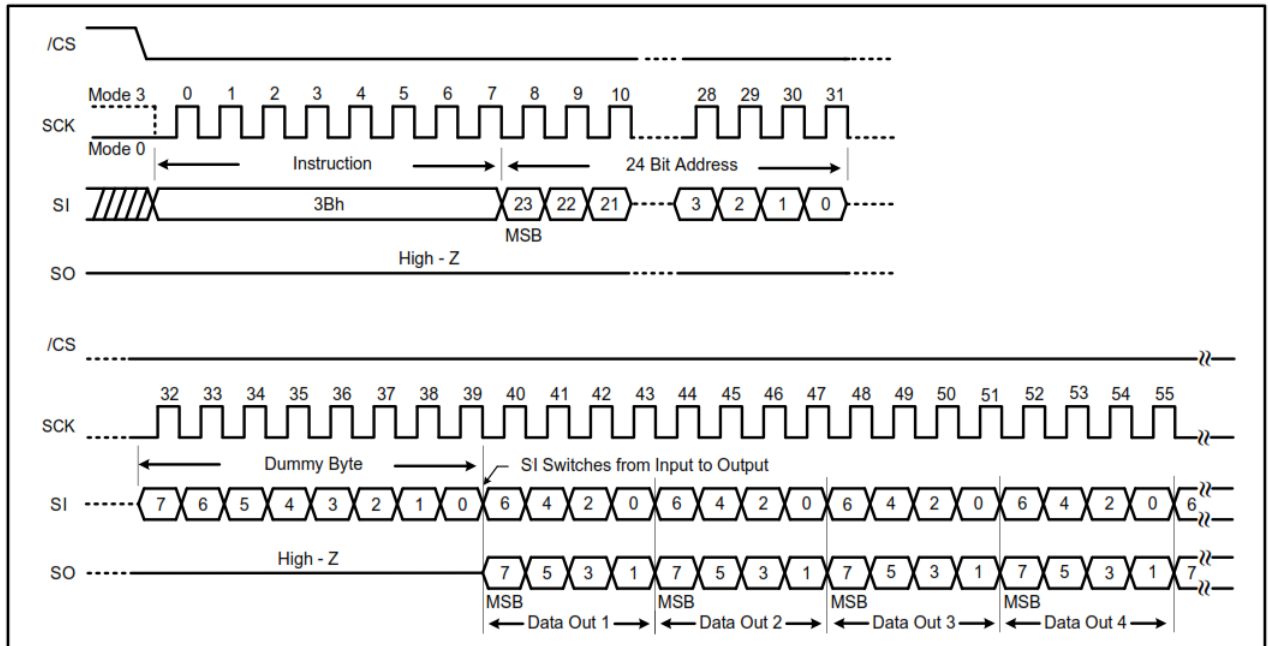 /CS
Mode 3 0 1 2 3 4 5 6 7 8 9 10 28 29 30 31
SCK
Mode 0
Instruction 24 Bit Address
SI 3Bh 23 22 21 3 2 1 0
MSB
High - Z
SO
/CS
32 33 34 35 36 37 38 39 40 41 42 43 44 45 46 47 48 49 50 51 52 53 54 55
SCK
Dummy Byte SI Switches from Input to Output
SI 7 6 5 4 3 2 1 0 6 4 2 0 6 4 2 0 6 4 2 0 6 4 2 0 6
High - Z
SO 7 5 3 1 7 5 3 1 7 5 3 1 7 5 3 1 7
MSB MSB MSB MSB
Data Out 1 Data Out 2 Data Out 3 Data Out 4